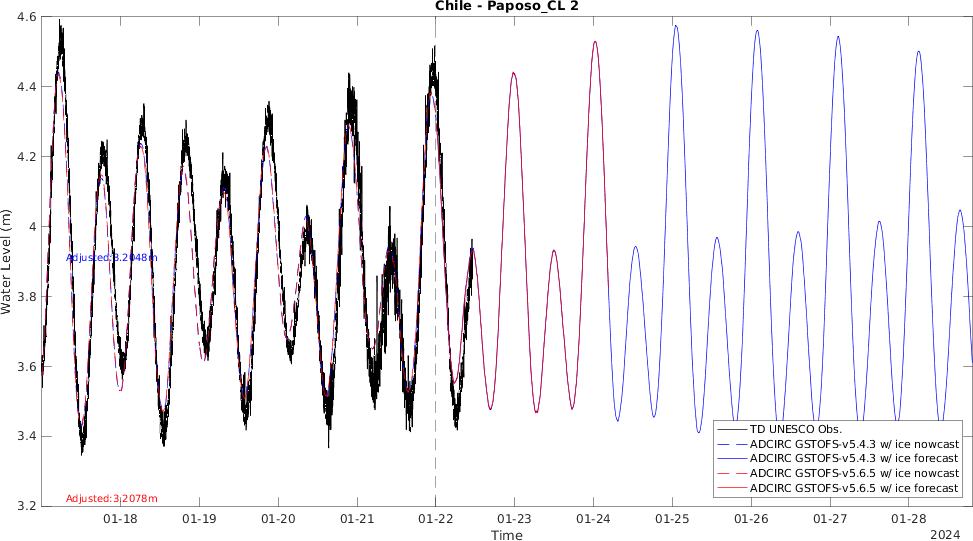 Chile - Paposo_CL 2
4.6
4.4
4.2
4
3.8
3.6
3.4
3.2
Water Level (m)
Adjusted:3.2048m
Adjusted:3.2078m
TD UNESCO Obs.
ADCIRC GSTOFS-v5.4.3 w/ ice nowcast
ADCIRC GSTOFS-v5.4.3 w/ ice forecast
ADCIRC GSTOFS-v5.6.5 w/ ice nowcast
ADCIRC GSTOFS-v5.6.5 w/ ice forecast
01-18 01-19 01-20 01-21 01-22 01-23 01-24 01-25 01-26 01-27 01-28
Time
2024